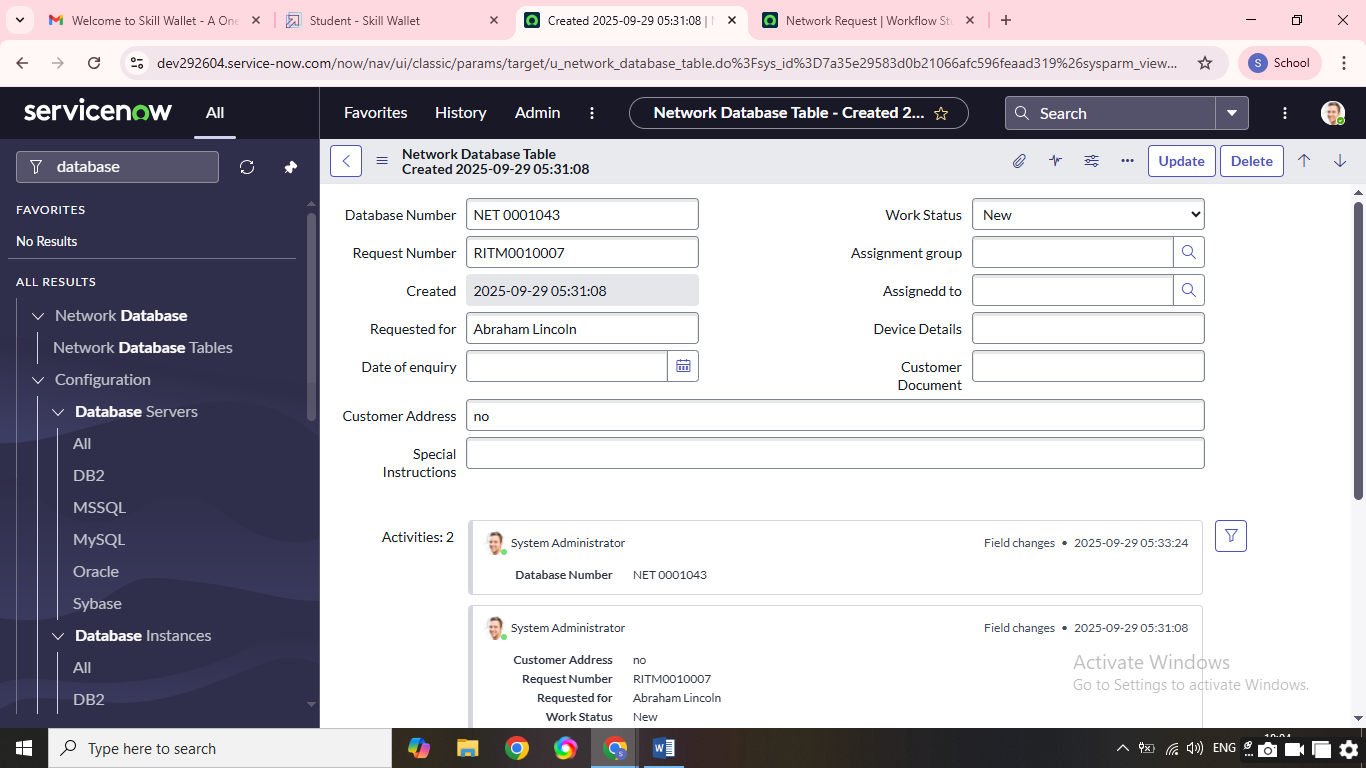 Welcome to Skill Wallet - A One
Student - Skill Wallet
Created 2025-09-29 05:31:08 |
Network Request | Workflow St
dev292604.service-now.com/now/nav/ui/classic/params/target/u_network_database_table.do%3Fsys_id%3D7a35e29583d0b21066afc596feaad319%26sysparm_view...
S School
servicenow
All
Favorites
History
Admin
Network Database Table - Created 2...
Search
database
FAVORITES
No Results
ALL RESULTS
Network Database
Network Database Tables
Configuration
Database Servers
All
DB2
MSSQL
MySQL
Oracle
Sybase
Database Instances
All
DB2
Network Database Table
Created 2025-09-29 05:31:08
Update
Delete
Database Number NET 0001043
Request Number RITM0010007
Created 2025-09-29 05:31:08
Requested for Abraham Lincoln
Date of enquiry
Work Status New
Assignment group
Assignedd to
Device Details
Customer
Document
Customer Address no
Special
Instructions
Activities: 2
System Administrator Field changes • 2025-09-29 05:33:24
Database Number NET 0001043
System Administrator Field changes • 2025-09-29 05:31:08
Customer Address no
Request Number RITM0010007
Requested for Abraham Lincoln
Work Status New
Activate Windows
Go to Settings to activate Windows.
Type here to search
ENG